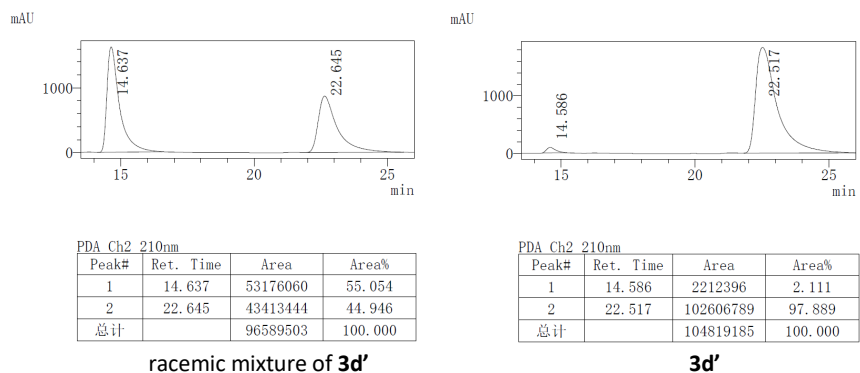 mAU
1000
0
14.637
22.645
15
20
25
min
PDA Ch2 210nm
Peak# Ret. Time Area Area%
1 14.637 53176060 55.054
2 22.645 43413444 44.946
总计 96589503 100.000
racemic mixture of 3d’
mAU
1000
0
14.586
22.517
15
20
25
min
PDA Ch2 210nm
Peak# Ret. Time Area Area%
1 14.586 2212396 2.111
2 22.517 102606789 97.889
总计 104819185 100.000
3d’